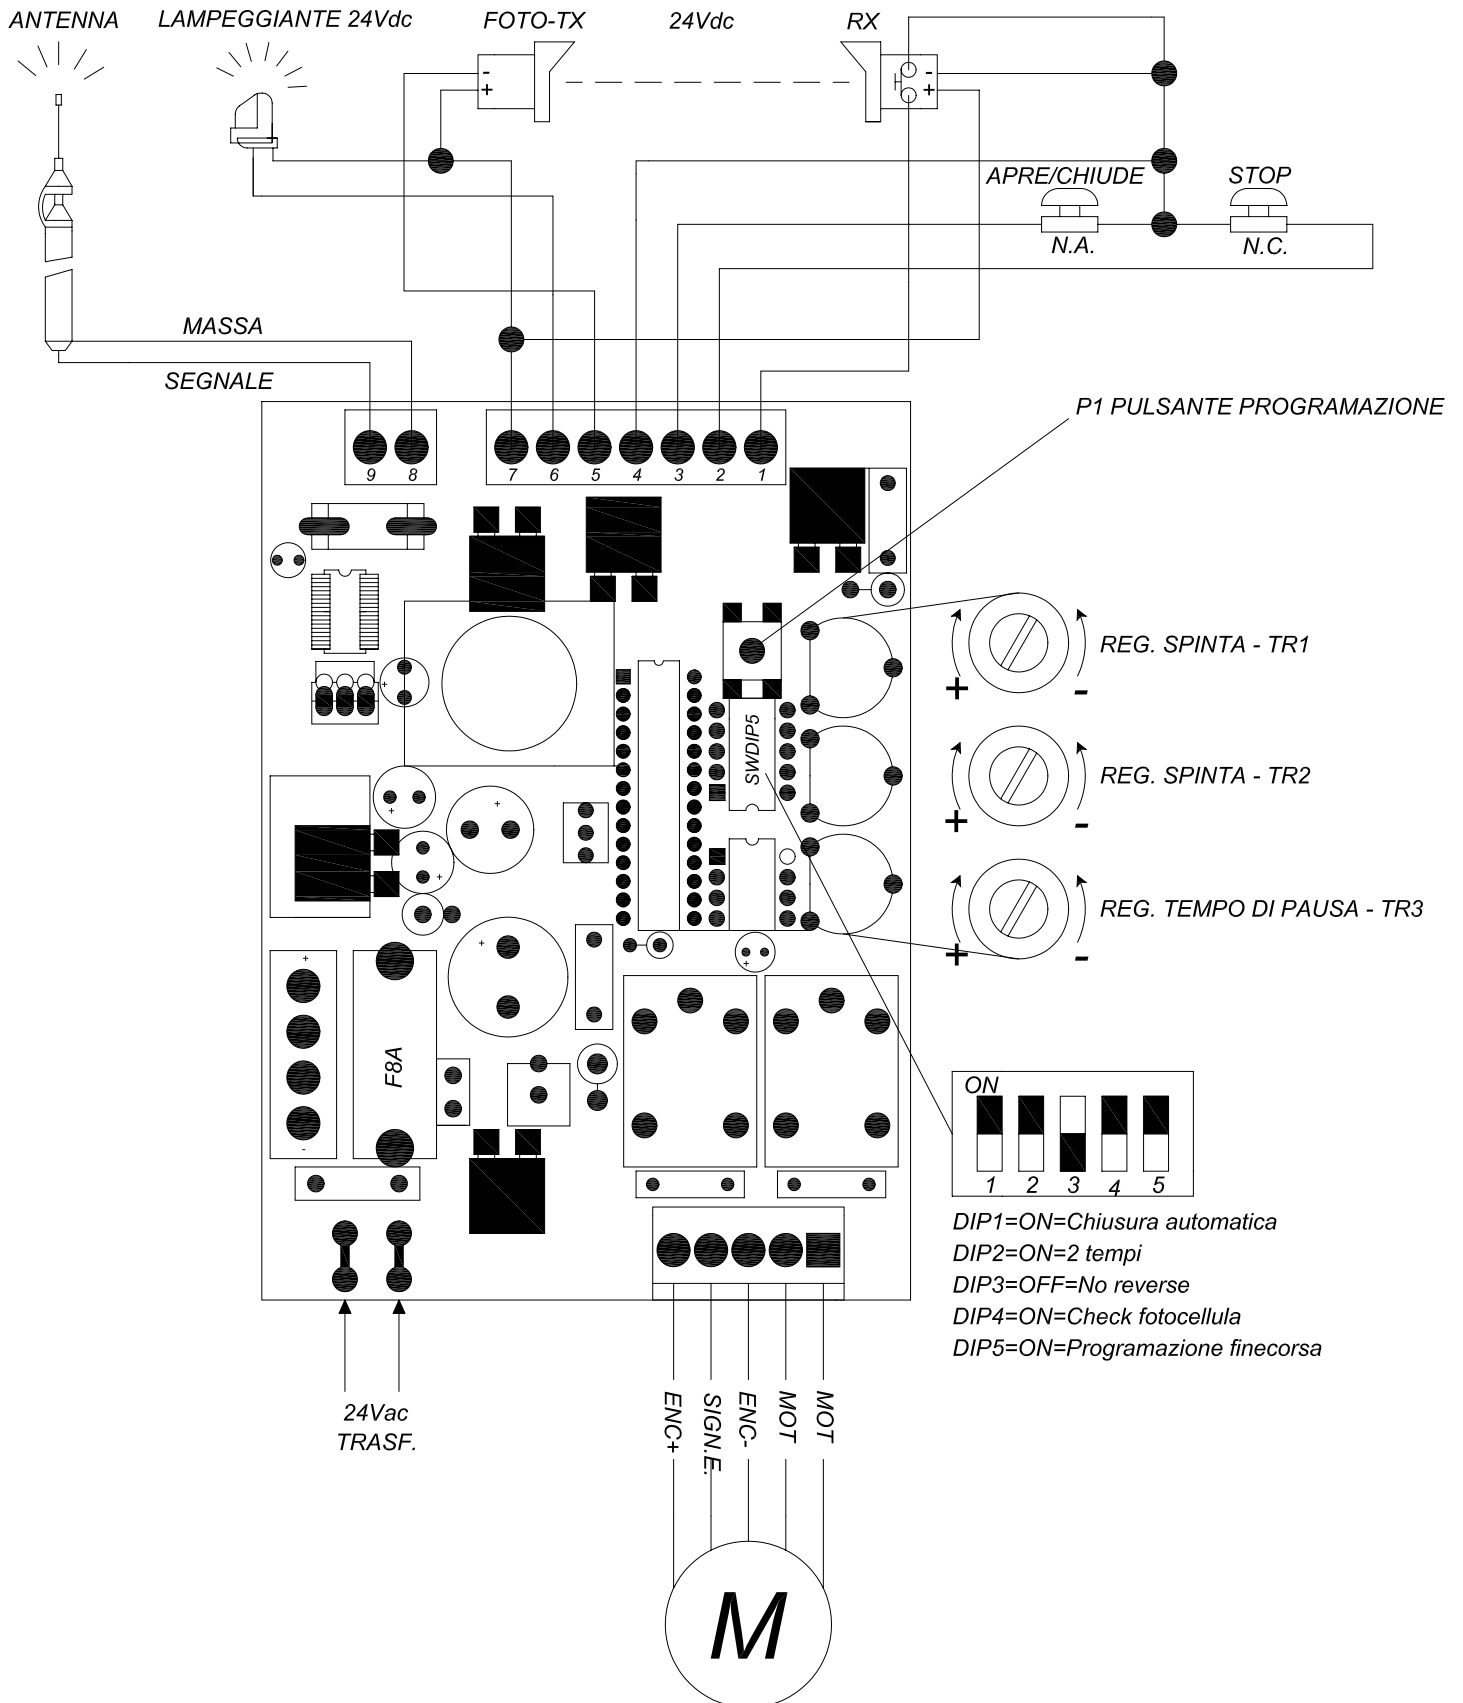 ANTENNA
LAMPEGGIANTE 24Vdc
FOTO-TX
24Vdc
RX
-
+
-
+
APRE/CHIUDE
N.A.
STOP
N.C.
MASSA
SEGNALE
P1 PULSANTE PROGRAMAZIONE
9 8
7 6 5 4 3 2 1
REG. SPINTA - TR1
+ -
REG. SPINTA - TR2
+ -
REG. TEMPO DI PAUSA - TR3
+ -
SWDIP5
F8A
+
-
ON
1 2 3 4 5
DIP1=ON=Chiusura automatica
DIP2=ON=2 tempi
DIP3=OFF=No reverse
DIP4=ON=Check fotocellula
DIP5=ON=Programazione finecorsa
24Vac
TRASF.
ENC+
SIGN.E.
ENC-
MOT
MOT
M